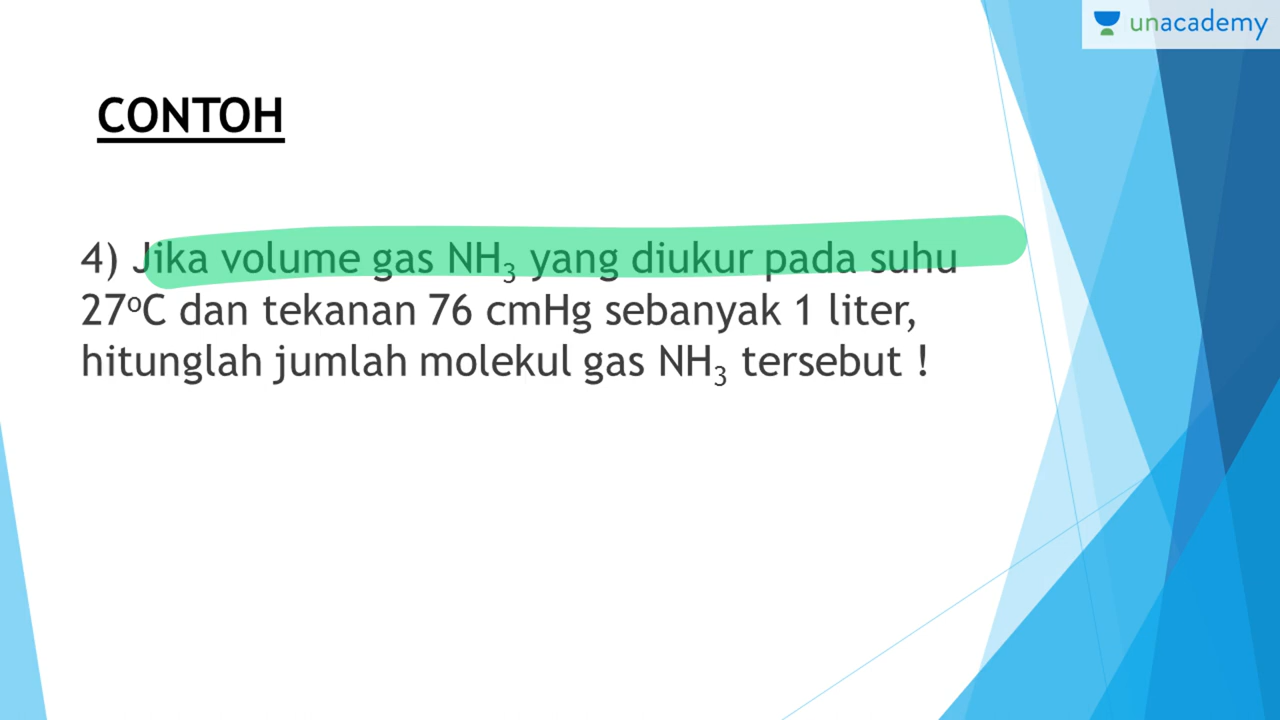 unacademy
CONTOH
4) Jika volume gas NH₃ yang diukur pada suhu
27ºC dan tekanan 76 cmHg sebanyak 1 liter,
hitunglah jumlah molekul gas NH₃ tersebut !